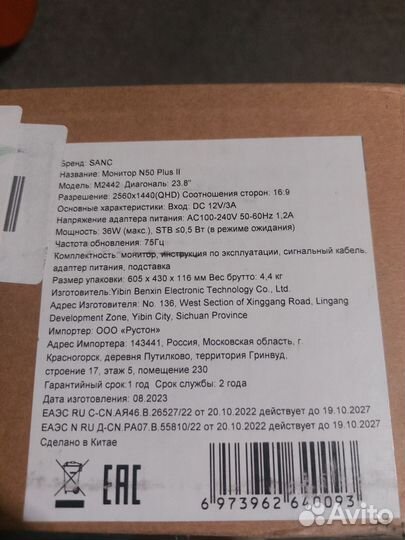 Бренд: SANC
Название: Монитор N50 Plus II
Модель: M2442 Диагональ: 23.8"
Разрешение: 2560x1440(QHD) Соотношения сторон: 16:9
Основные характеристики: Вход: DC 12V/3A
Напряжение адаптера питания: AC100-240V 50-60Hz 1,2A
Мощность: 36W (макс.), STB ≤0,5 Вт (в режиме ожидания)
Частота обновления: 75Гц
Комплектность: монитор, инструкция по эксплуатации, сигнальный кабель,
адаптер питания, подставка
Размер упаковки: 605 x 430 x 116 мм Вес брутто: 4,4 кг
Изготовитель:Yibin Benxin Electronic Technology Co., Ltd.
Адрес Изготовителя: No. 136, West Section of Xinggang Road, Lingang
Development Zone, Yibin City, Sichuan Province
Импортер: ООО «Рустон»
Адрес Импортера: 143441, Россия, Московская область, г.
Красногорск, деревня Путилково, территория Гринвуд,
строение 17, этаж 5, помещение 230
Гарантийный срок:1 год Срок службы: 2 года
Дата изготовления: 08.2023
ЕАЭС RU C-CN.АЯ46.В.26527/22 от 20.10.2022 действует до 19.10.2027
ЕАЭС N RU Д-CN.РА07.В.55810/22 от 20.10.2022 действует до 19.10.2027
Сделано в Китае
EAC
6 973962 640093
Avito